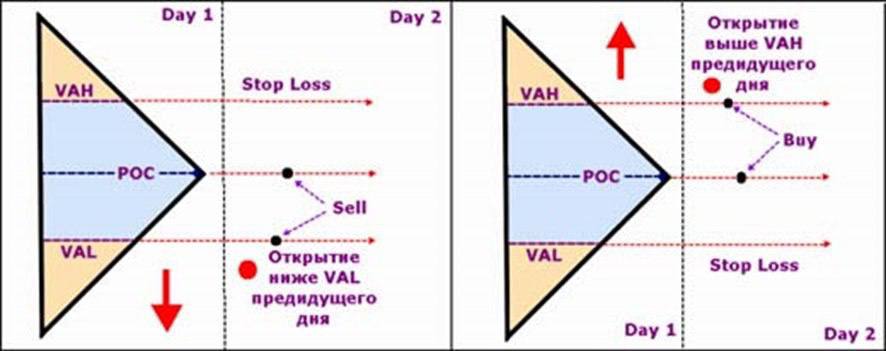 Day 1
Day 2
VAH
Stop Loss
POC
Sell
VAL
Открытие
ниже VAL
предидущего
дня
Открытие
выше VAH
предидущего
дня
VAH
Buy
POC
VAL
Stop Loss
Day 1
Day 2